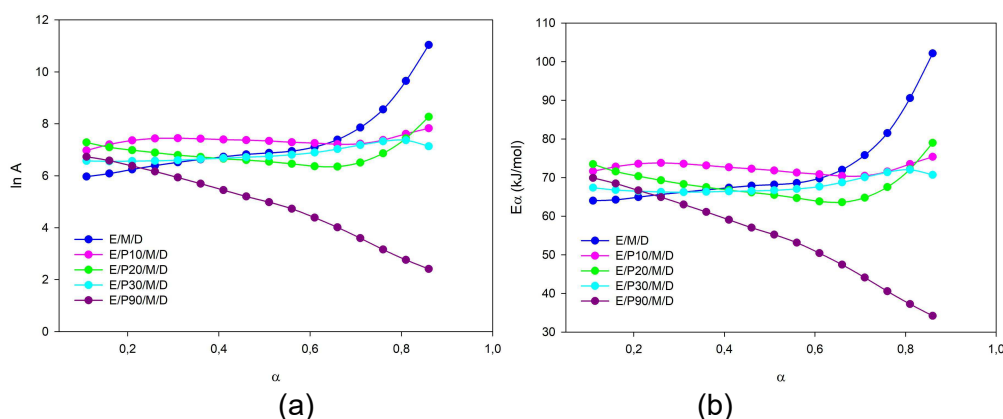 12
10
8
6
4
2
0
ln A
E/M/D
E/P10/M/D
E/P20/M/D
E/P30/M/D
E/P90/M/D
0,2 0,4 0,6 0,8 1,0
α
(a)
110
100
90
80
70
60
50
40
30
Eα (kJ/mol)
E/M/D
E/P10/M/D
E/P20/M/D
E/P30/M/D
E/P90/M/D
0,2 0,4 0,6 0,8 1,0
α
(b)